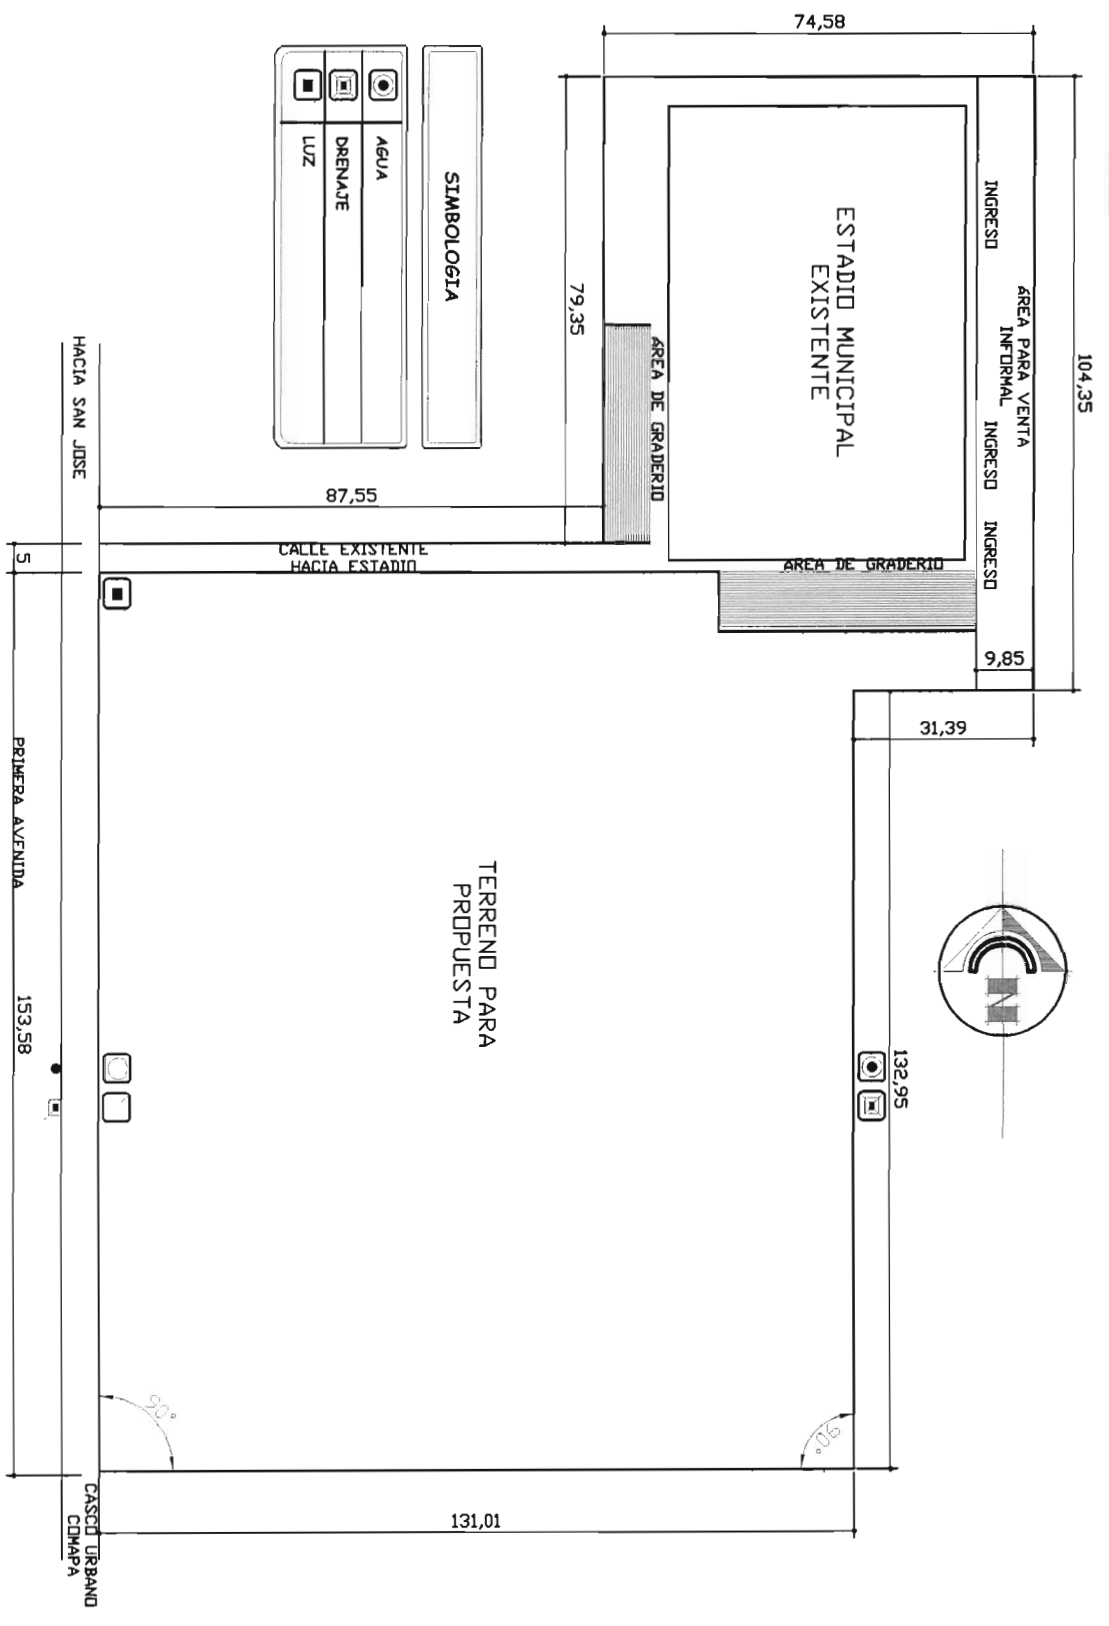 74,58
104,35
ÁREA PARA VENTA
INFORMAL
INGRESO
INGRESO
INGRESO
ESTADIO MUNICIPAL
EXISTENTE
ÁREA DE GRADERIO
AREA DE GRADERIO
79,35
87,55
SIMBOLOGIA
AGUA
DRENAJE
LUZ
HACIA SAN JOSE
CALLE EXISTENTE
HACIA ESTADIO
5
9,85
31,39
N
132,95
TERRENO PARA
PROPUESTA
PRIMERA AVENIDA
153,58
90°
90°
131,01
CASCO URBANO
COMAPA